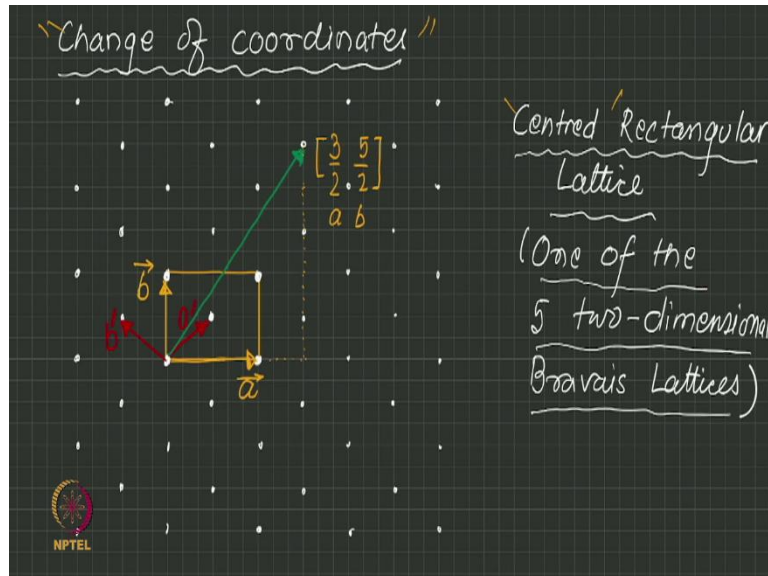 "Change of coordinates"
[3/2 5/2]
a b
b⃗
b'
a'
a⃗
'Centred Rectangular'
Lattice
(One of the
5 two-dimensional
Bravais Lattices)
NPTEL